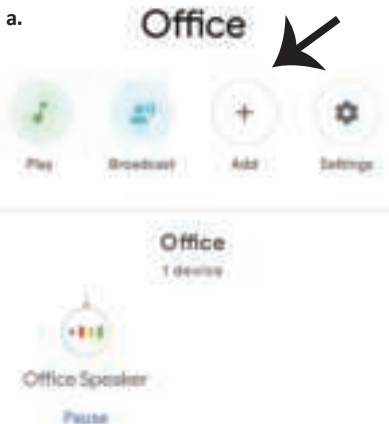 a.
Office
Play Broadcast Add Settings
Office
1 device
Office Speaker
Pause